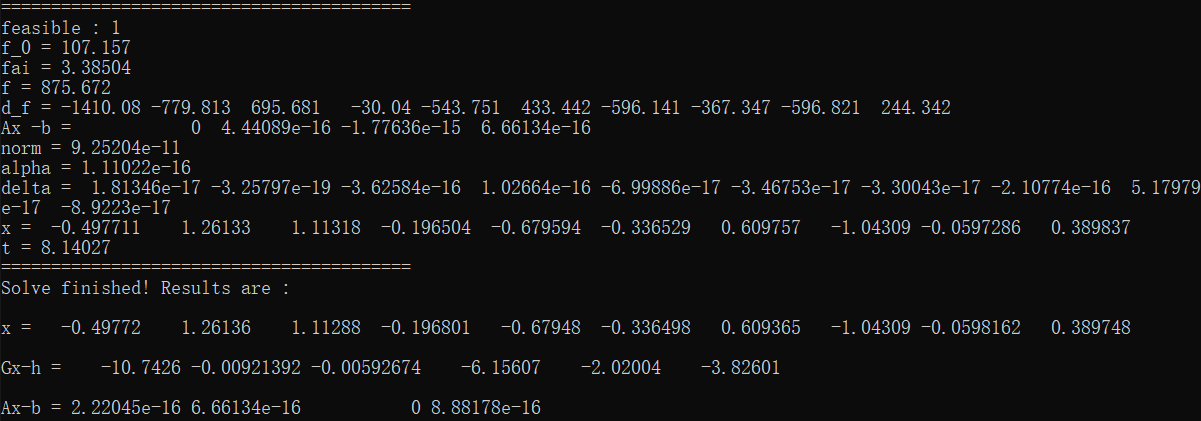 =========================================
feasible : 1
f_0 = 107.157
fai = 3.38504
f = 875.672
d_f = -1410.08 -779.813  695.681   -30.04 -543.751  433.442 -596.141 -367.347 -596.821  244.342
Ax -b =            0  4.44089e-16 -1.77636e-15  6.66134e-16
norm = 9.25204e-11
alpha = 1.11022e-16
delta =  1.81346e-17 -3.25797e-19 -3.62584e-16  1.02664e-16 -6.99886e-17 -3.46753e-17 -3.30043e-17 -2.10774e-16  5.17979
e-17  -8.9223e-17
x =  -0.497711    1.26133    1.11318  -0.196504  -0.679594  -0.336529   0.609757   -1.04309 -0.0597286   0.389837
t = 8.14027
=========================================
Solve finished! Results are :
x =   -0.49772    1.26136    1.11288  -0.196801   -0.67948  -0.336498   0.609365   -1.04309 -0.0598162   0.389748
Gx-h =    -10.7426 -0.00921392 -0.00592674    -6.15607    -2.02004    -3.82601
Ax-b = 2.22045e-16 6.66134e-16           0 8.88178e-16